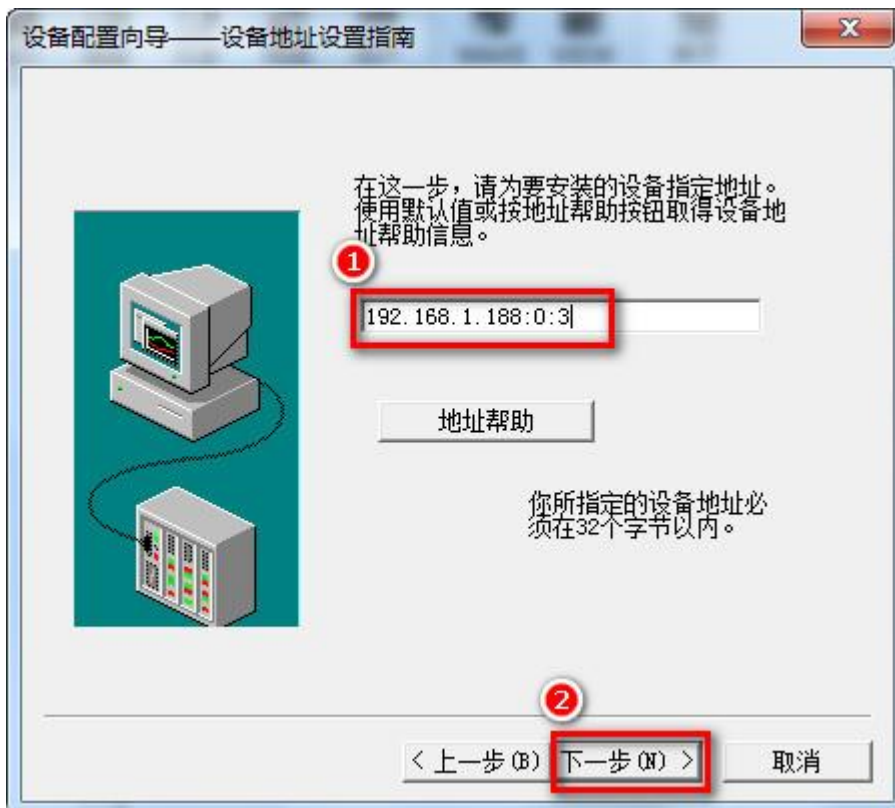 设备配置向导——设备地址设置指南
在这一步，请为要安装的设备指定地址。
使用默认值或按地址帮助按钮取得设备地
址帮助信息。
1
192.168.1.188:0:3
地址帮助
你所指定的设备地址必
须在32个字节以内。
2
< 上一步(B) 下一步(N) > 取消